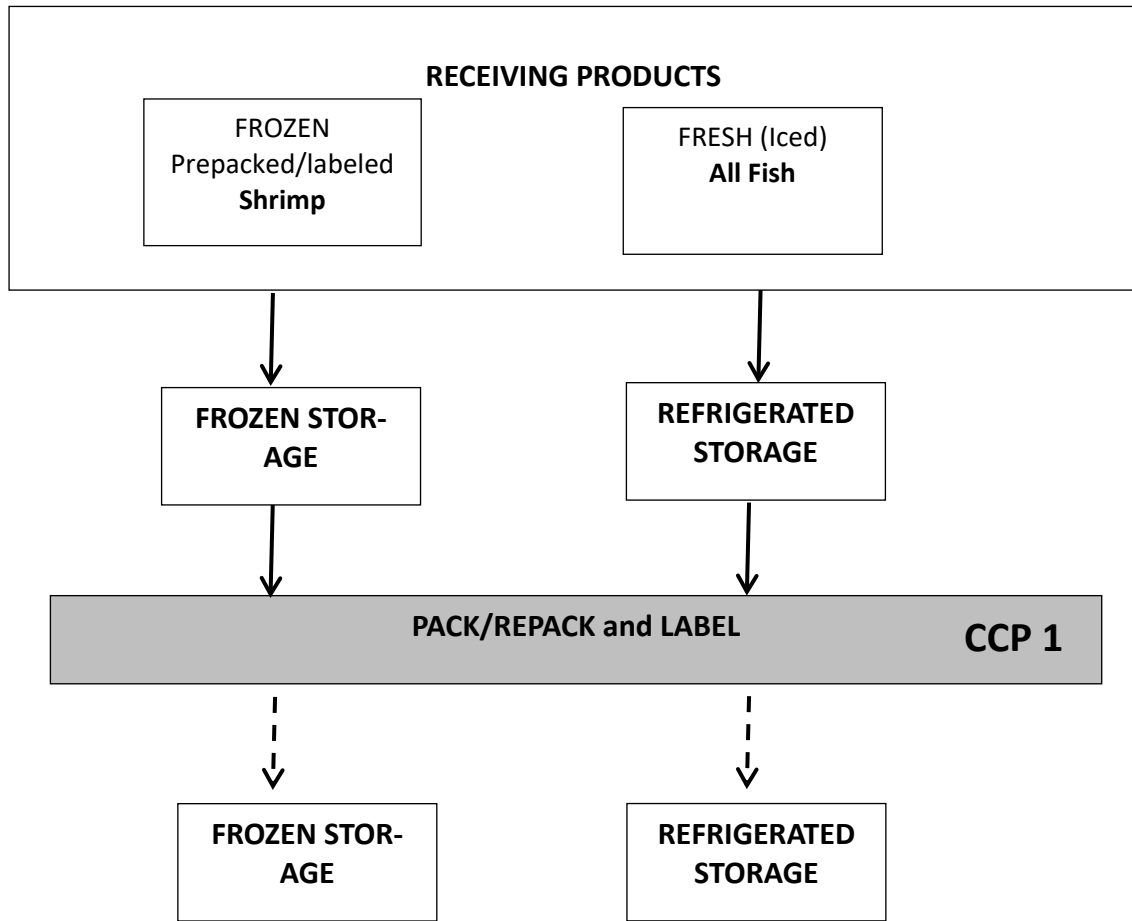 RECEIVING PRODUCTS
FROZEN
Prepacked/labeled
Shrimp
FRESH (Iced)
All Fish
FROZEN STOR-
AGE
REFRIGERATED
STORAGE
PACK/REPACK and LABEL
CCP 1
FROZEN STOR-
AGE
REFRIGERATED
STORAGE